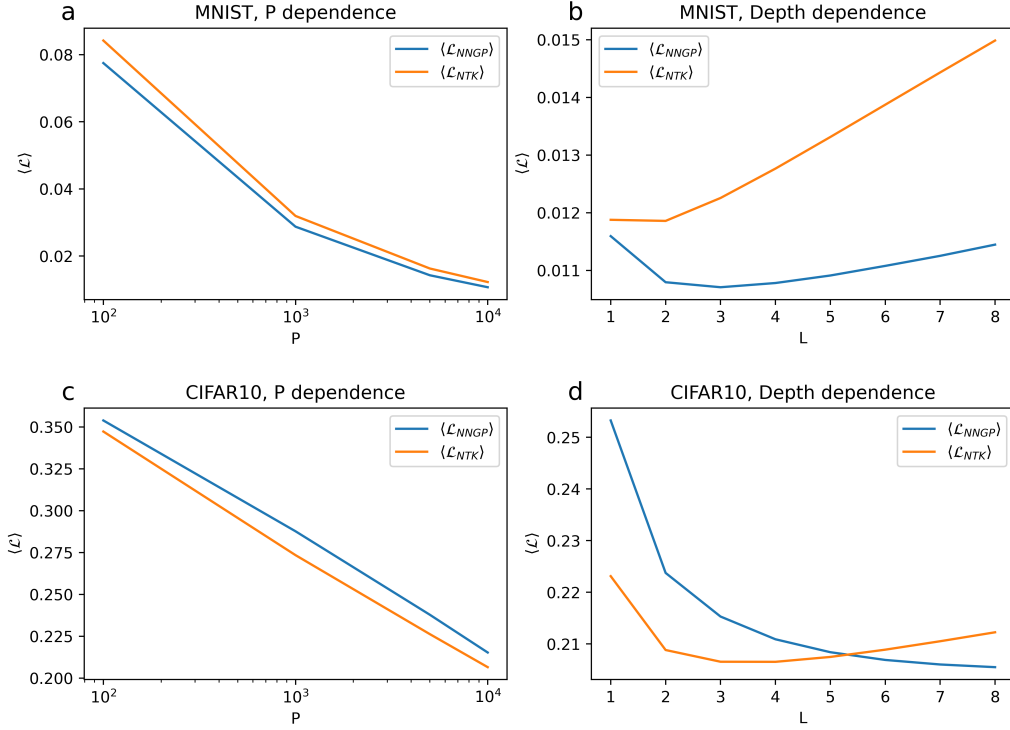 a
MNIST, P dependence
⟨ℒ⟩
0.08
0.06
0.04
0.02
⟨ℒ_NNGP⟩
⟨ℒ_NTK⟩
10²
10³
10⁴
P
b
MNIST, Depth dependence
⟨ℒ⟩
0.015
0.014
0.013
0.012
0.011
⟨ℒ_NNGP⟩
⟨ℒ_NTK⟩
1 2 3 4 5 6 7 8
L
c
CIFAR10, P dependence
⟨ℒ⟩
0.350
0.325
0.300
0.275
0.250
0.225
0.200
⟨ℒ_NNGP⟩
⟨ℒ_NTK⟩
10²
10³
10⁴
P
d
CIFAR10, Depth dependence
⟨ℒ⟩
0.25
0.24
0.23
0.22
0.21
⟨ℒ_NNGP⟩
⟨ℒ_NTK⟩
1 2 3 4 5 6 7 8
L